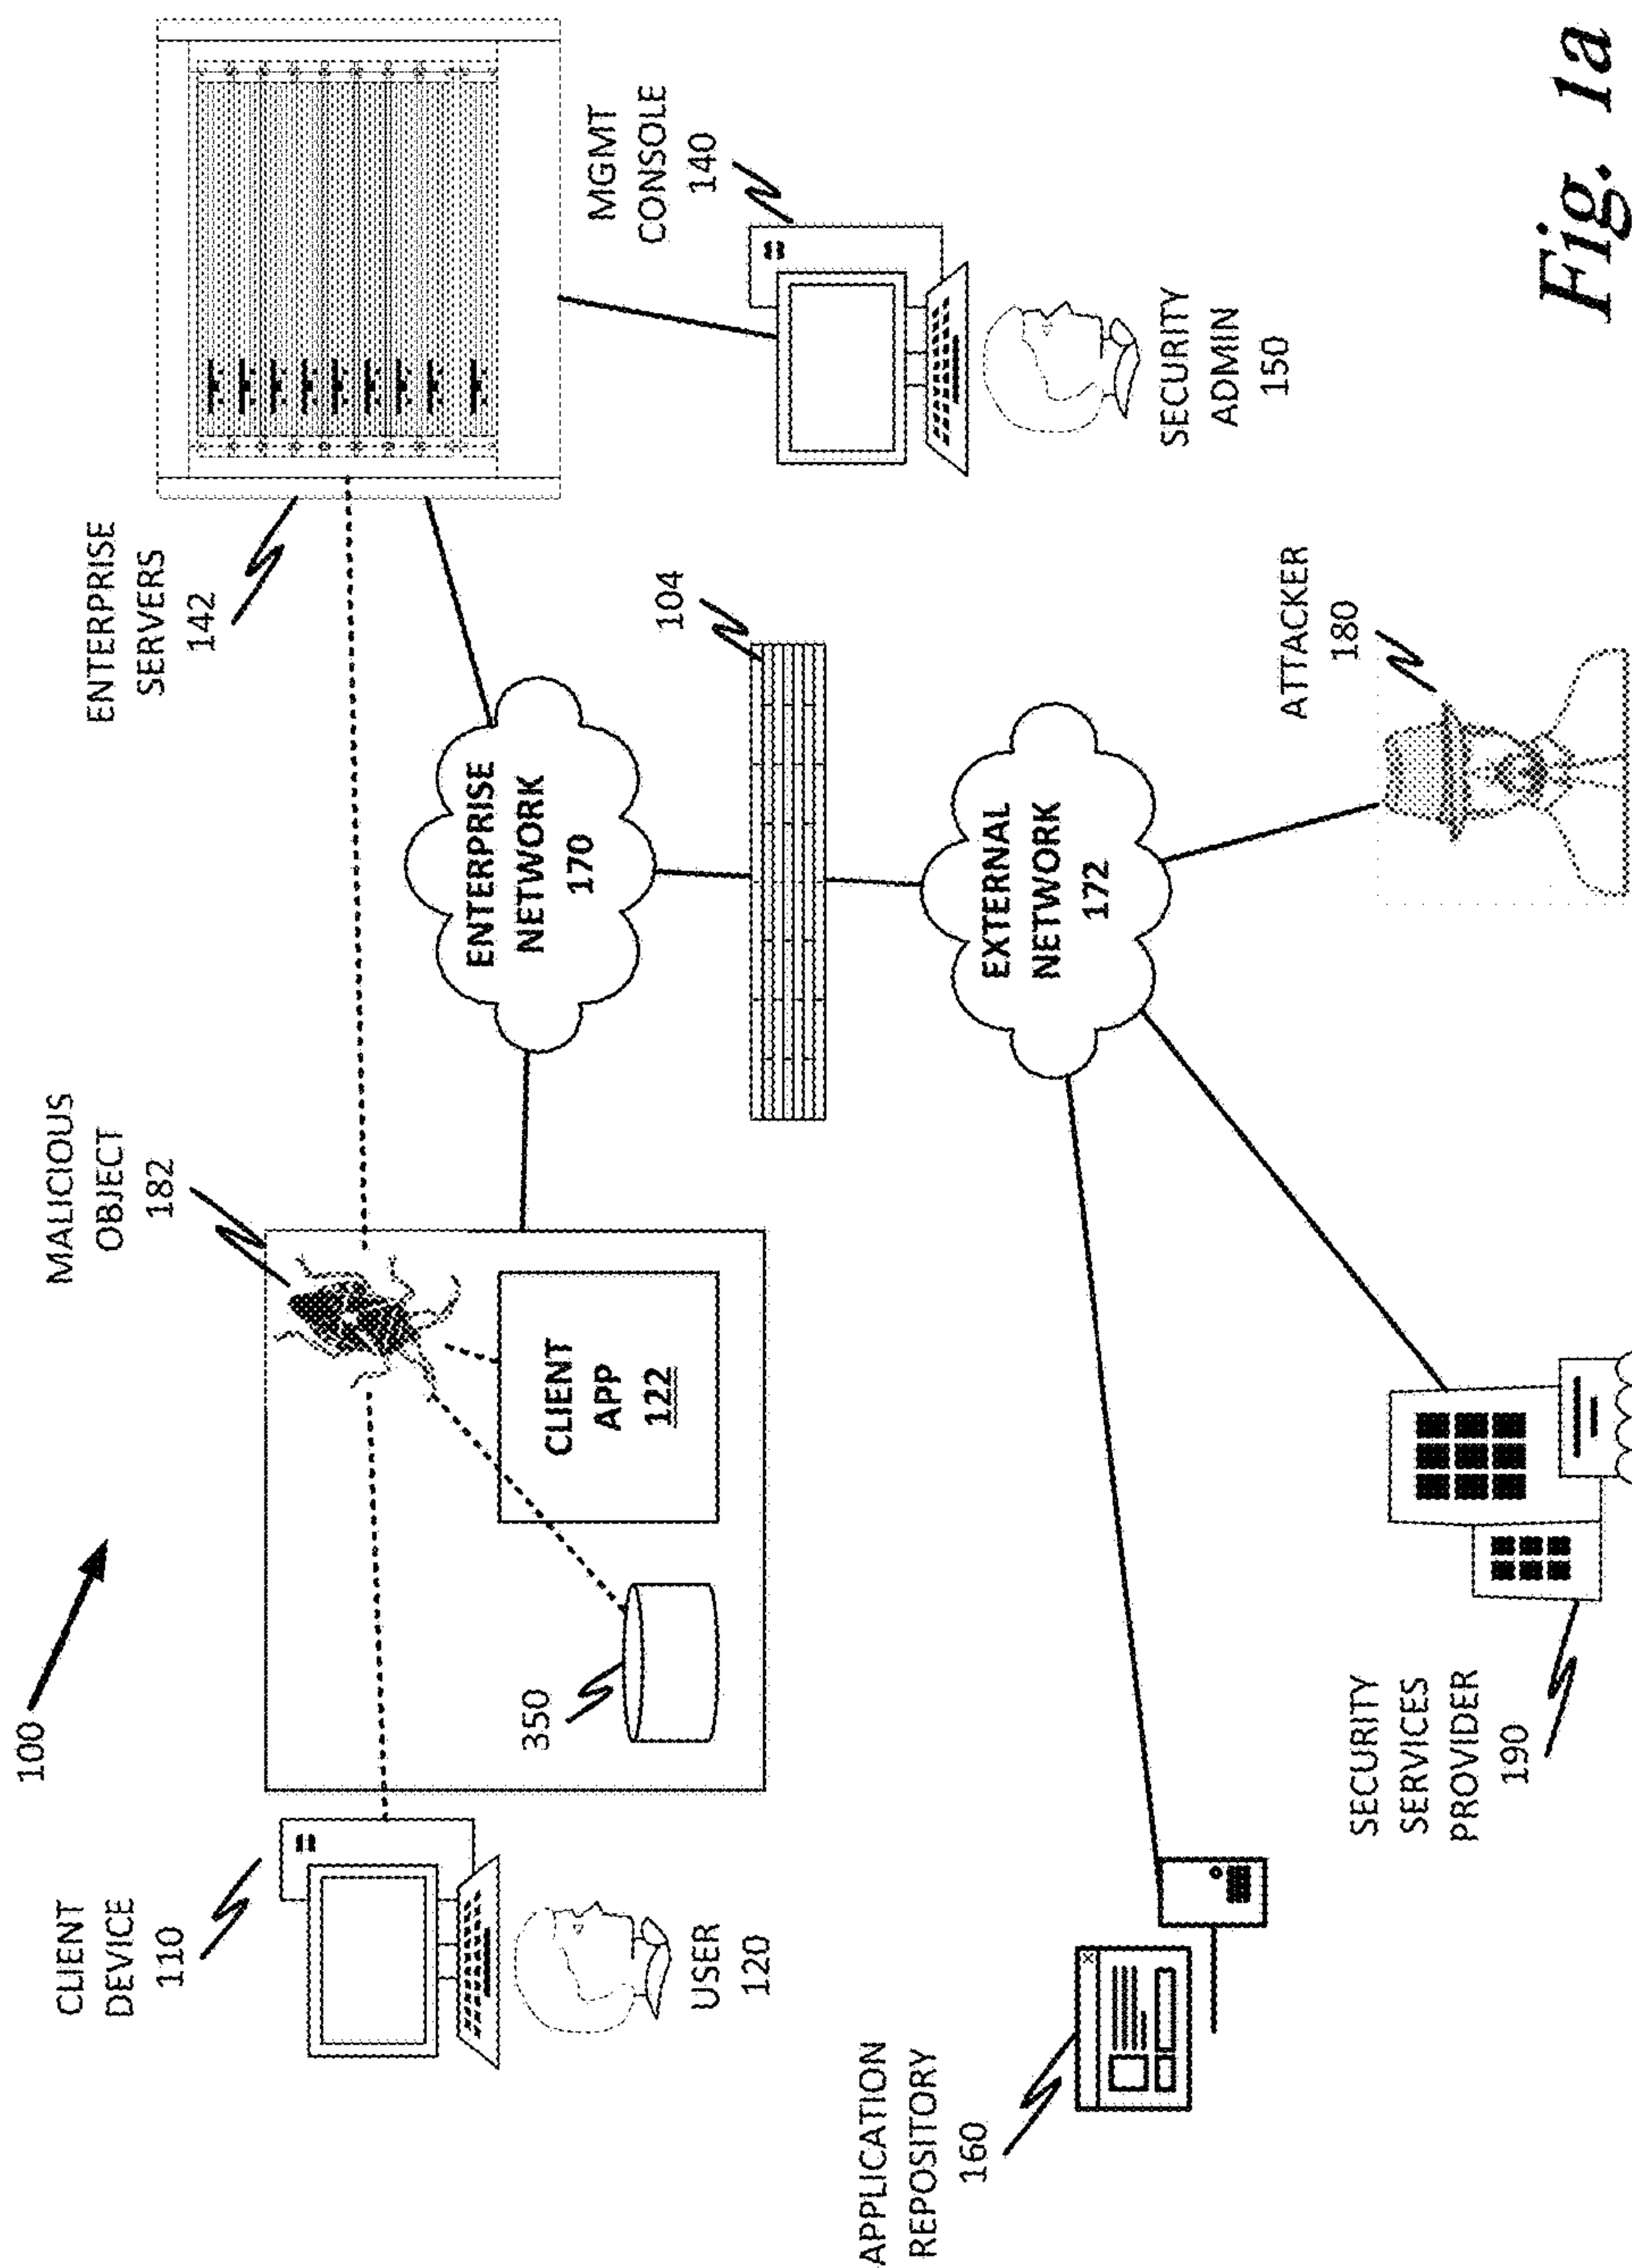 100
CLIENT
DEVICE
110
USER
120
MALICIOUS
OBJECT
182
350
CLIENT
APP
122
ENTERPRISE
SERVERS
142
ENTERPRISE
NETWORK
170
MGMT
CONSOLE
140
SECURITY
ADMIN
150
104
EXTERNAL
NETWORK
172
APPLICATION
REPOSITORY
160
SECURITY
SERVICES
PROVIDER
190
ATTACKER
180
Fig. 1a